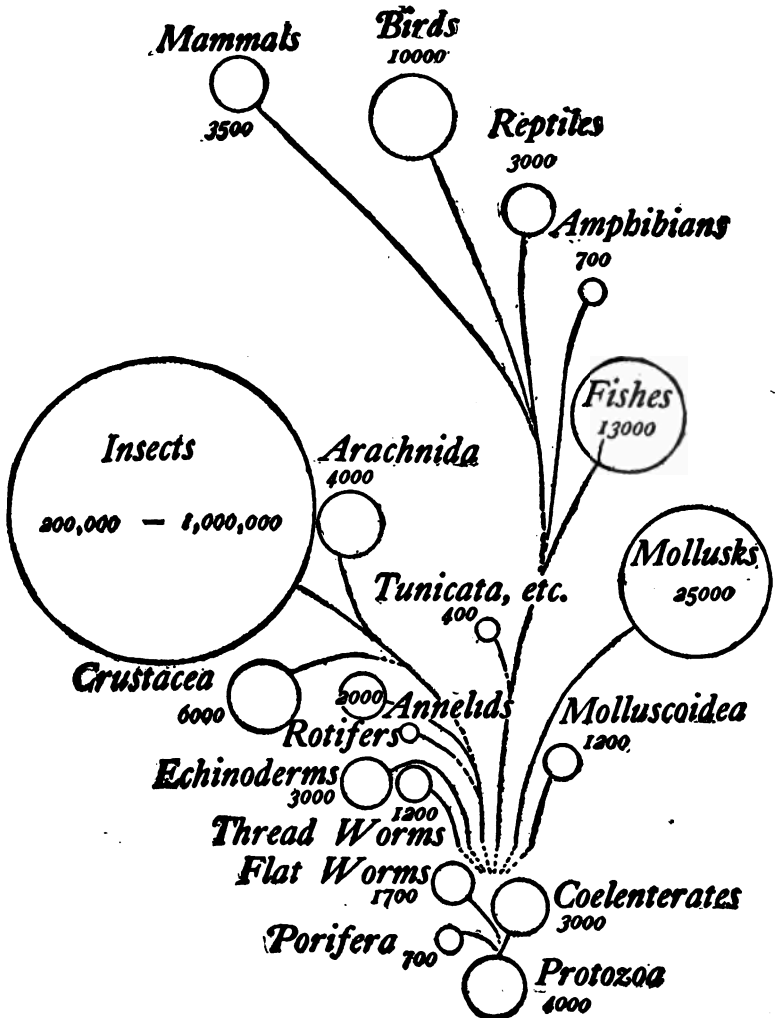 Mammals
3500
Birds
10000
Reptiles
3000
Amphibians
700
Fishes
13000
Insects
200,000 — 1,000,000
Arachnida
4000
Mollusks
25000
Tunicata, etc.
400
Crustacea
6000
2000 Annelids
Rotifers
Molluscoidea
1200
Echinoderms
3000
1200
Thread Worms
Flat Worms
1700
Coelenterates
3000
Porifera
700
Protozoa
4000